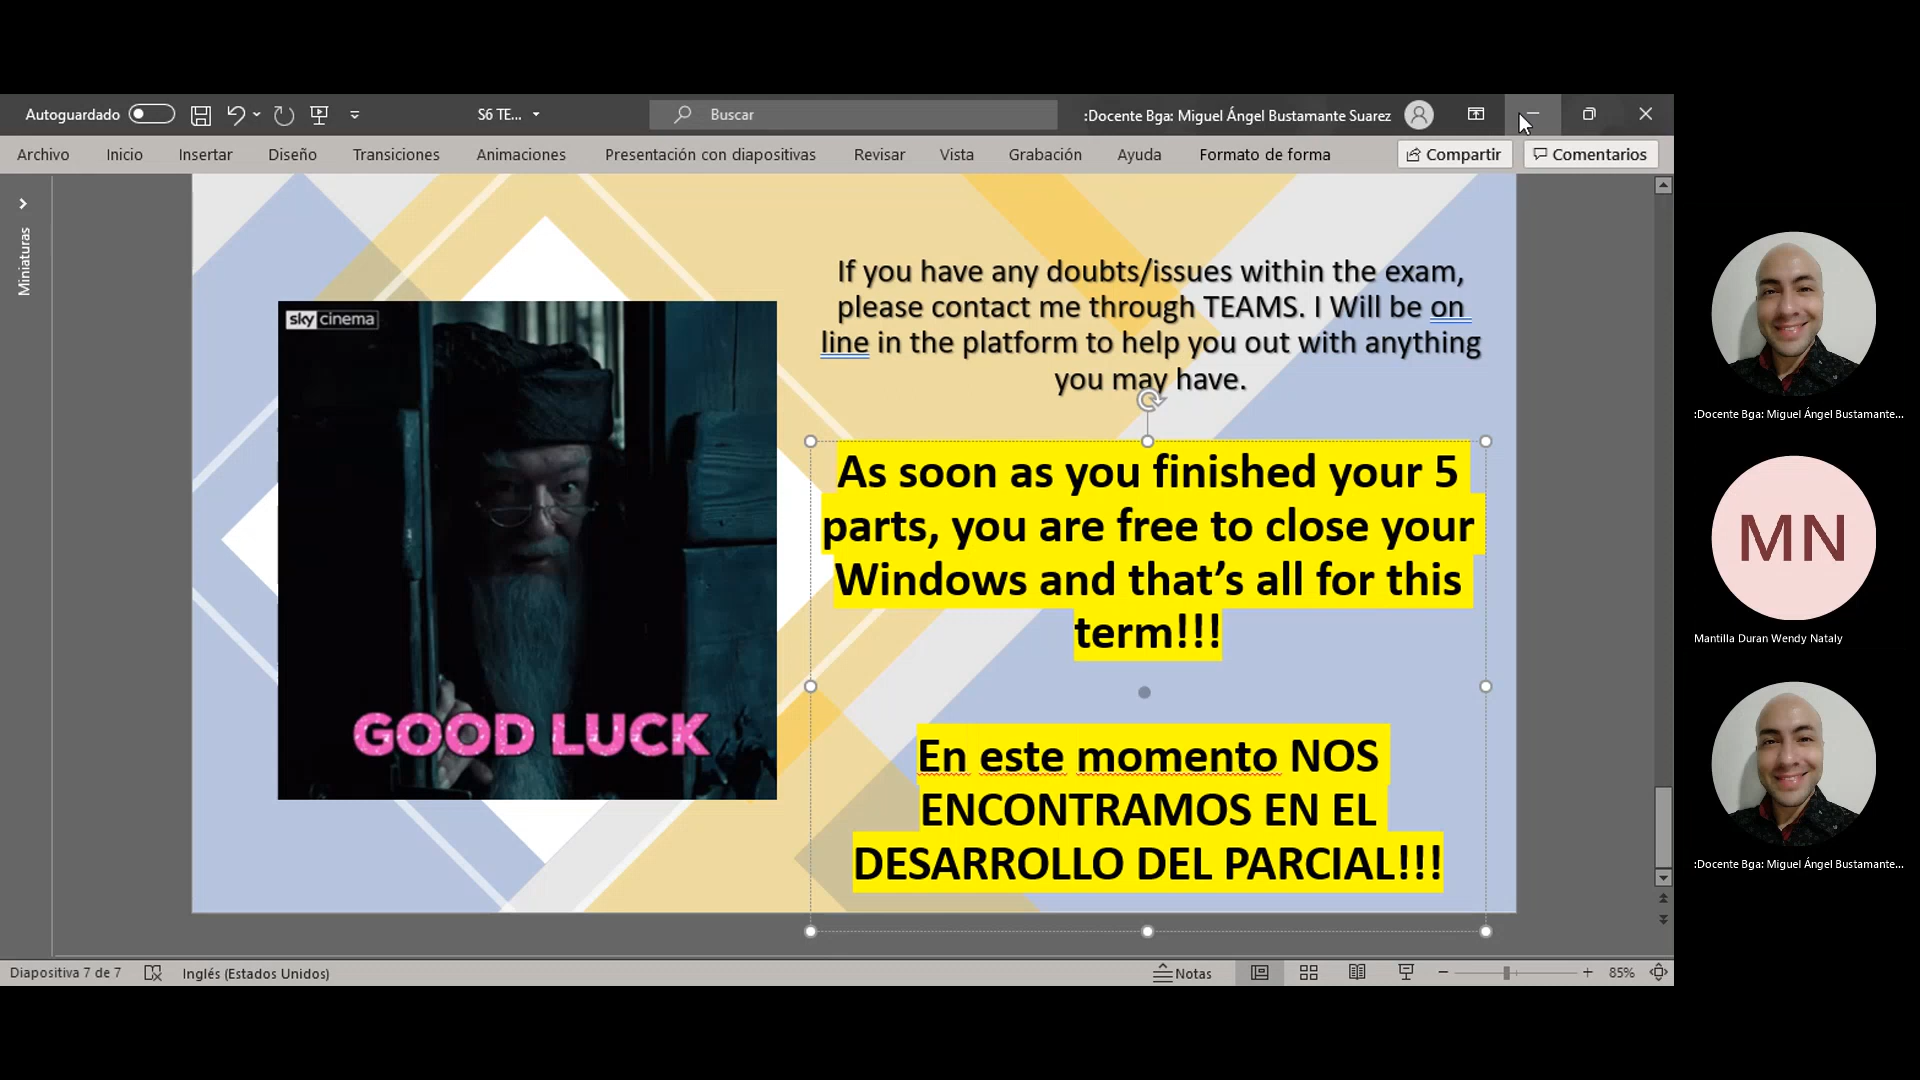 Autoguardado
S6 TE...
Buscar
:Docente Bga: Miguel Ángel Bustamante Suarez
Archivo
Inicio
Insertar
Diseño
Transiciones
Animaciones
Presentación con diapositivas
Revisar
Vista
Grabación
Ayuda
Formato de forma
Compartir
Comentarios
Miniaturas
sky cinema
GOOD LUCK
If you have any doubts/issues within the exam,
please contact me through TEAMS. I Will be on
line in the platform to help you out with anything
you may have.
As soon as you finished your 5
parts, you are free to close your
Windows and that's all for this
term!!!
En este momento NOS
ENCONTRAMOS EN EL
DESARROLLO DEL PARCIAL!!!
:Docente Bga: Miguel Ángel Bustamante...
MN
Mantilla Duran Wendy Nataly
:Docente Bga: Miguel Ángel Bustamante...
Diapositiva 7 de 7
Inglés (Estados Unidos)
Notas
85%